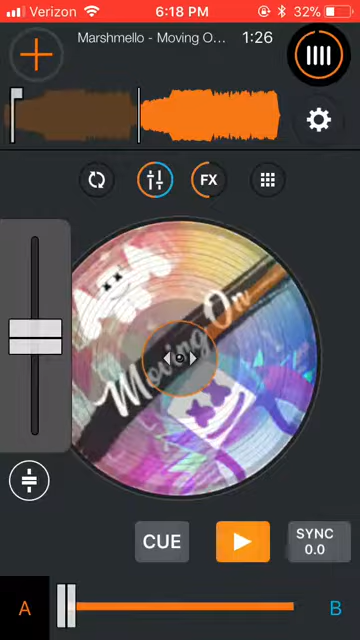 Verizon 6:18 PM 32%
Marshmello - Moving O... 1:26
FX
Moving On
CUE
SYNC
0.0
A B